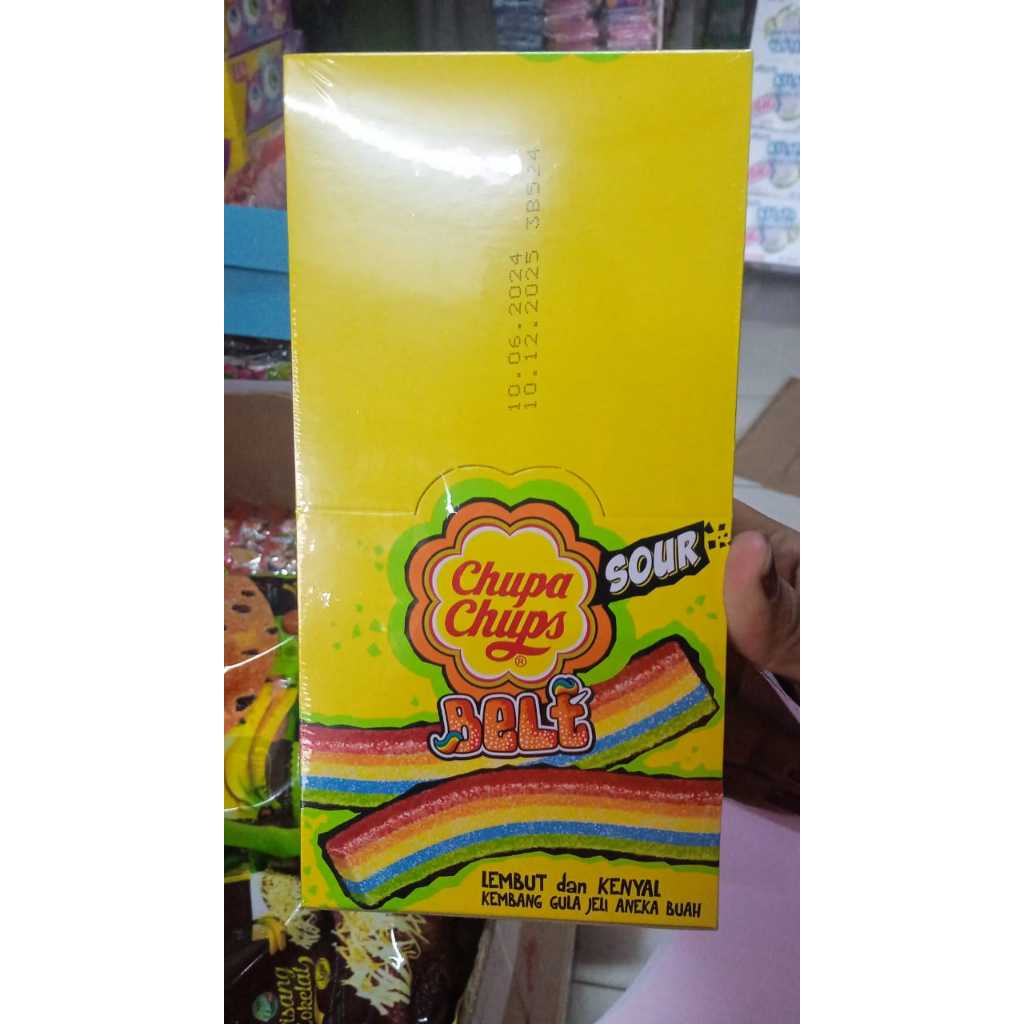 10.06.2024
10.12.2025 3B524
Chupa
Chups
®
SOUR
BELT
LEMBUT dan KENYAL
KEMBANG GULA JELI ANEKA BUAH